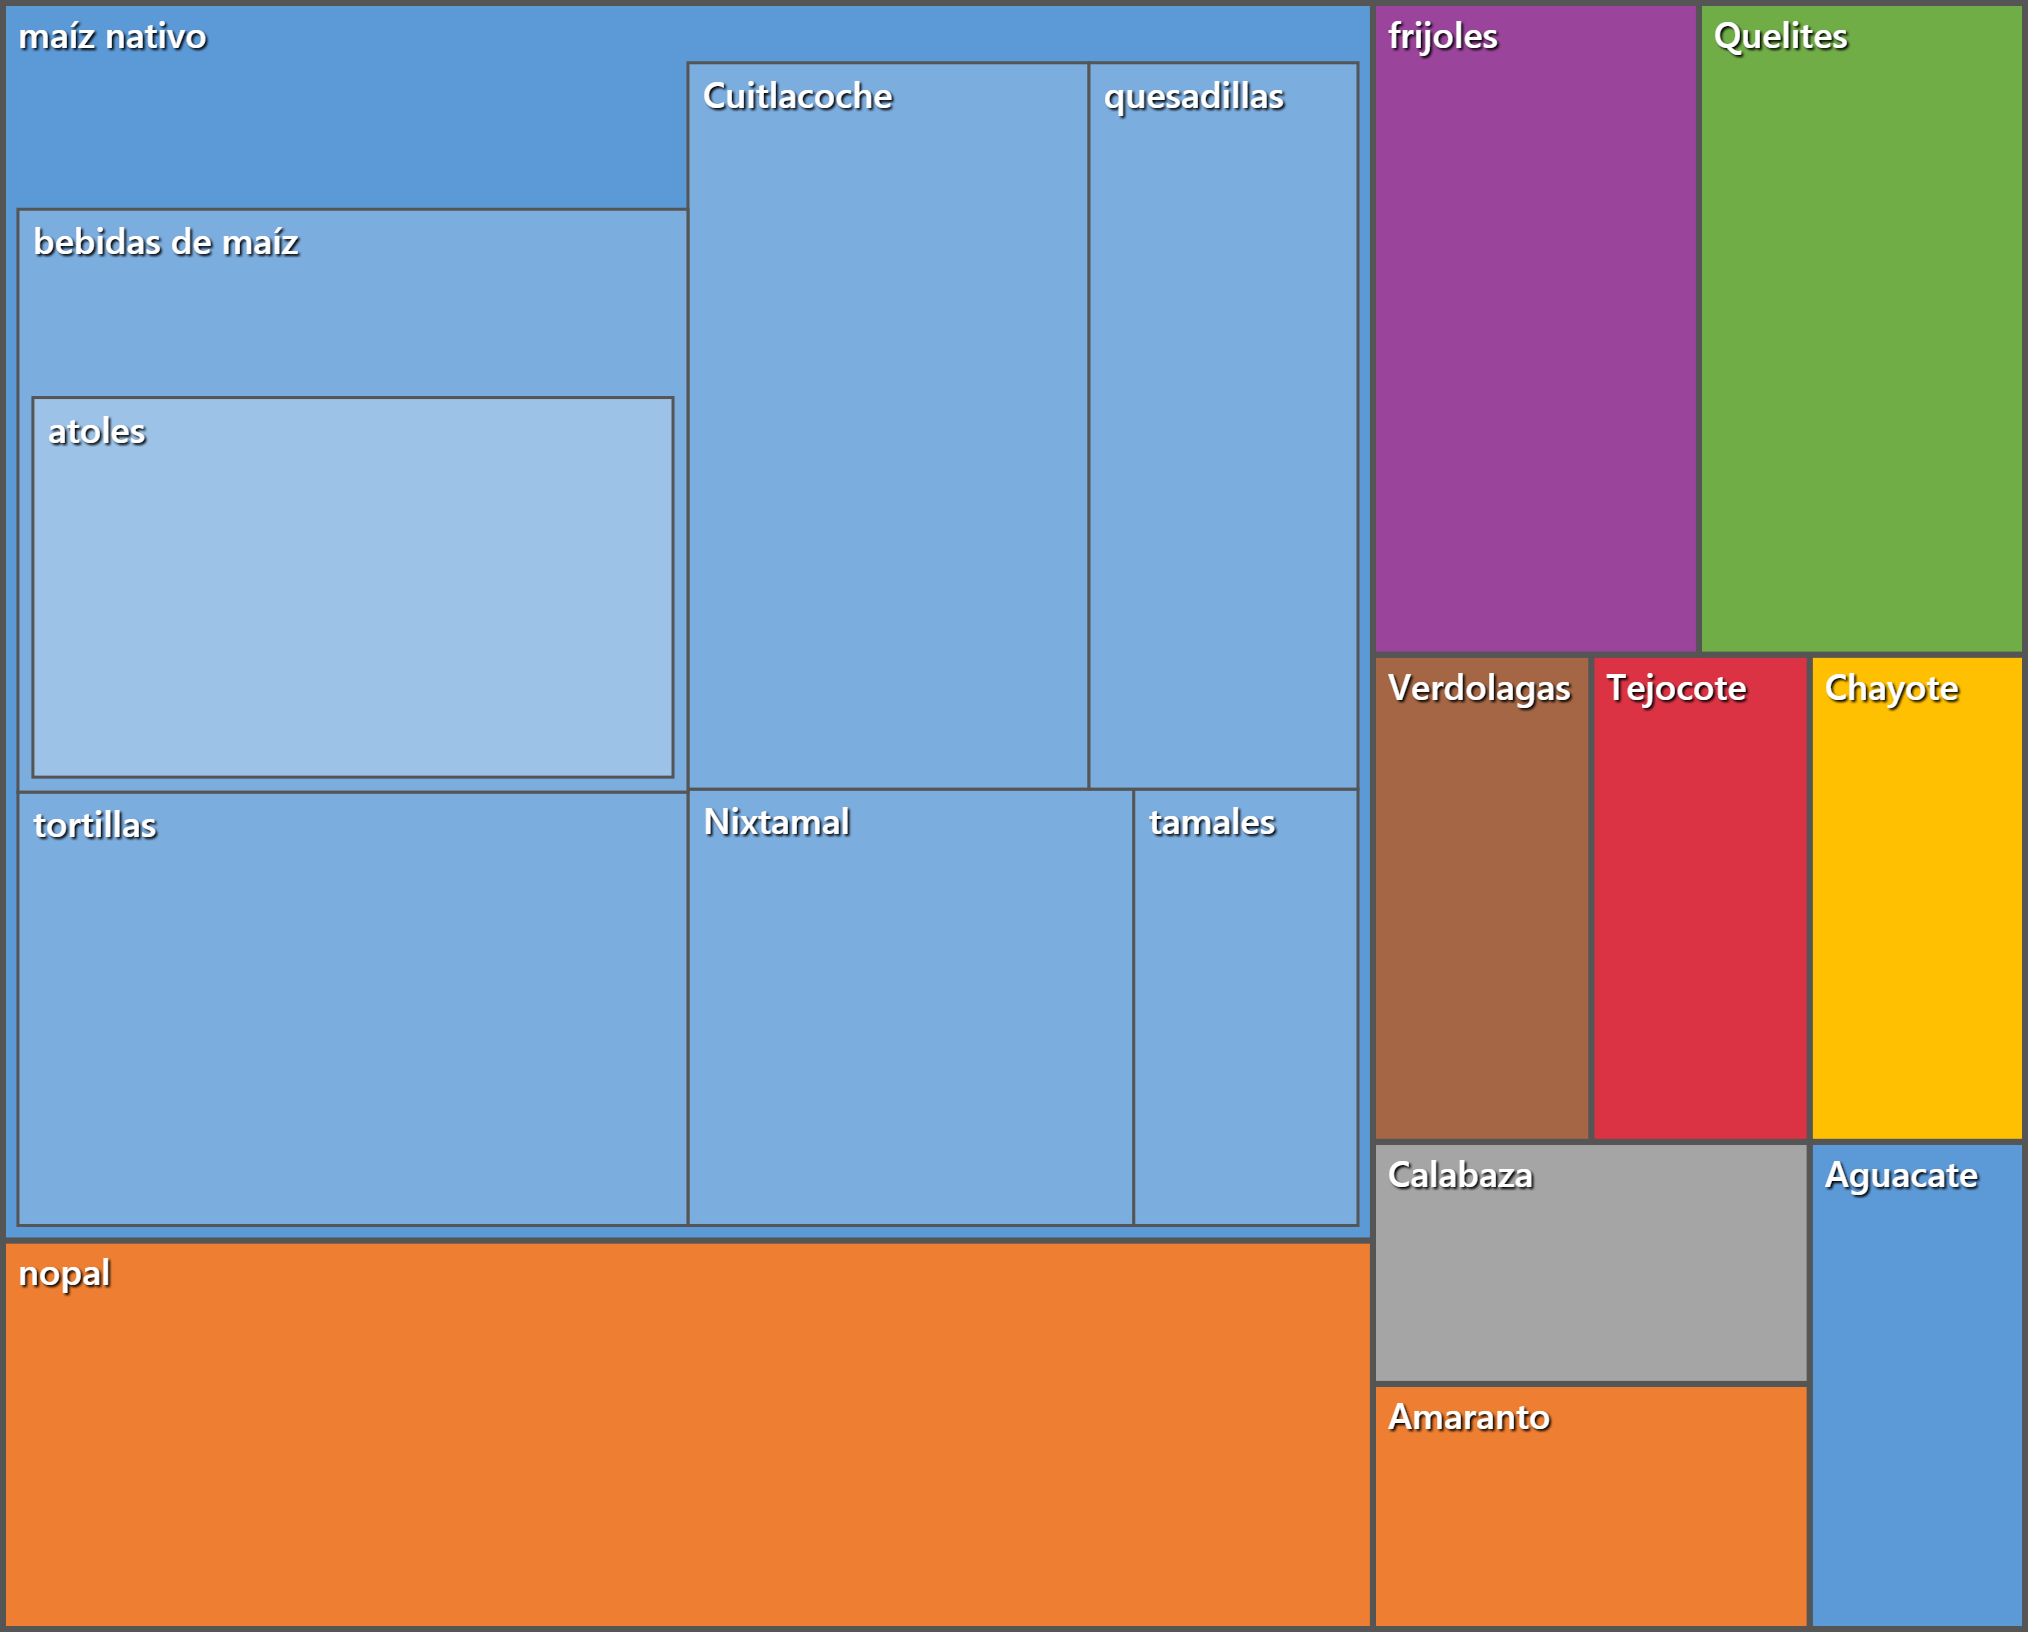 maíz nativo
Cuitlacoche
quesadillas
bebidas de maíz
atoles
tortillas
Nixtamal
tamales
nopal
frijoles
Quelites
Verdolagas
Tejocote
Chayote
Calabaza
Aguacate
Amaranto